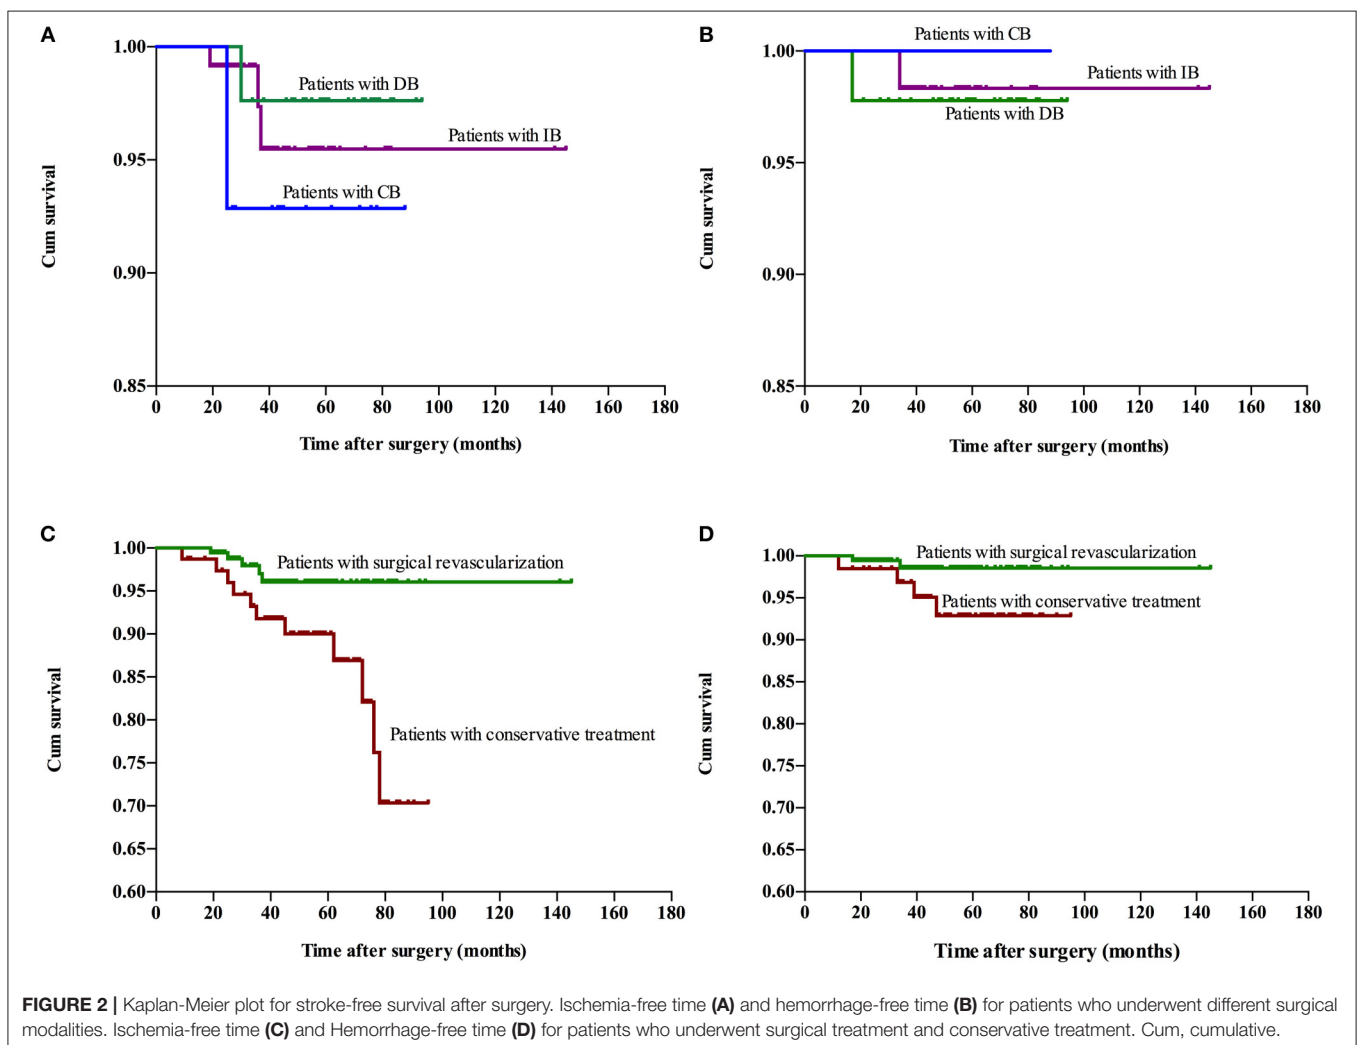 A
1.00
0.95
0.90
0.85
Cum survival
Patients with DB
Patients with IB
Patients with CB
0 20 40 60 80 100 120 140 160 180
Time after surgery (months)
B
1.00
0.95
0.90
0.85
Cum survival
Patients with CB
Patients with IB
Patients with DB
0 20 40 60 80 100 120 140 160 180
Time after surgery (months)
C
1.00
0.95
0.90
0.85
0.80
0.75
0.70
0.65
0.60
Cum survival
Patients with surgical revascularization
Patients with conservative treatment
0 20 40 60 80 100 120 140 160 180
Time after surgery (months)
D
1.00
0.95
0.90
0.85
0.80
0.75
0.70
0.65
0.60
Cum survival
Patients with surgical revascularization
Patients with conservative treatment
0 20 40 60 80 100 120 140 160 180
Time after surgery (months)
FIGURE 2 | Kaplan-Meier plot for stroke-free survival after surgery. Ischemia-free time (A) and hemorrhage-free time (B) for patients who underwent different surgical
modalities. Ischemia-free time (C) and Hemorrhage-free time (D) for patients who underwent surgical treatment and conservative treatment. Cum, cumulative.